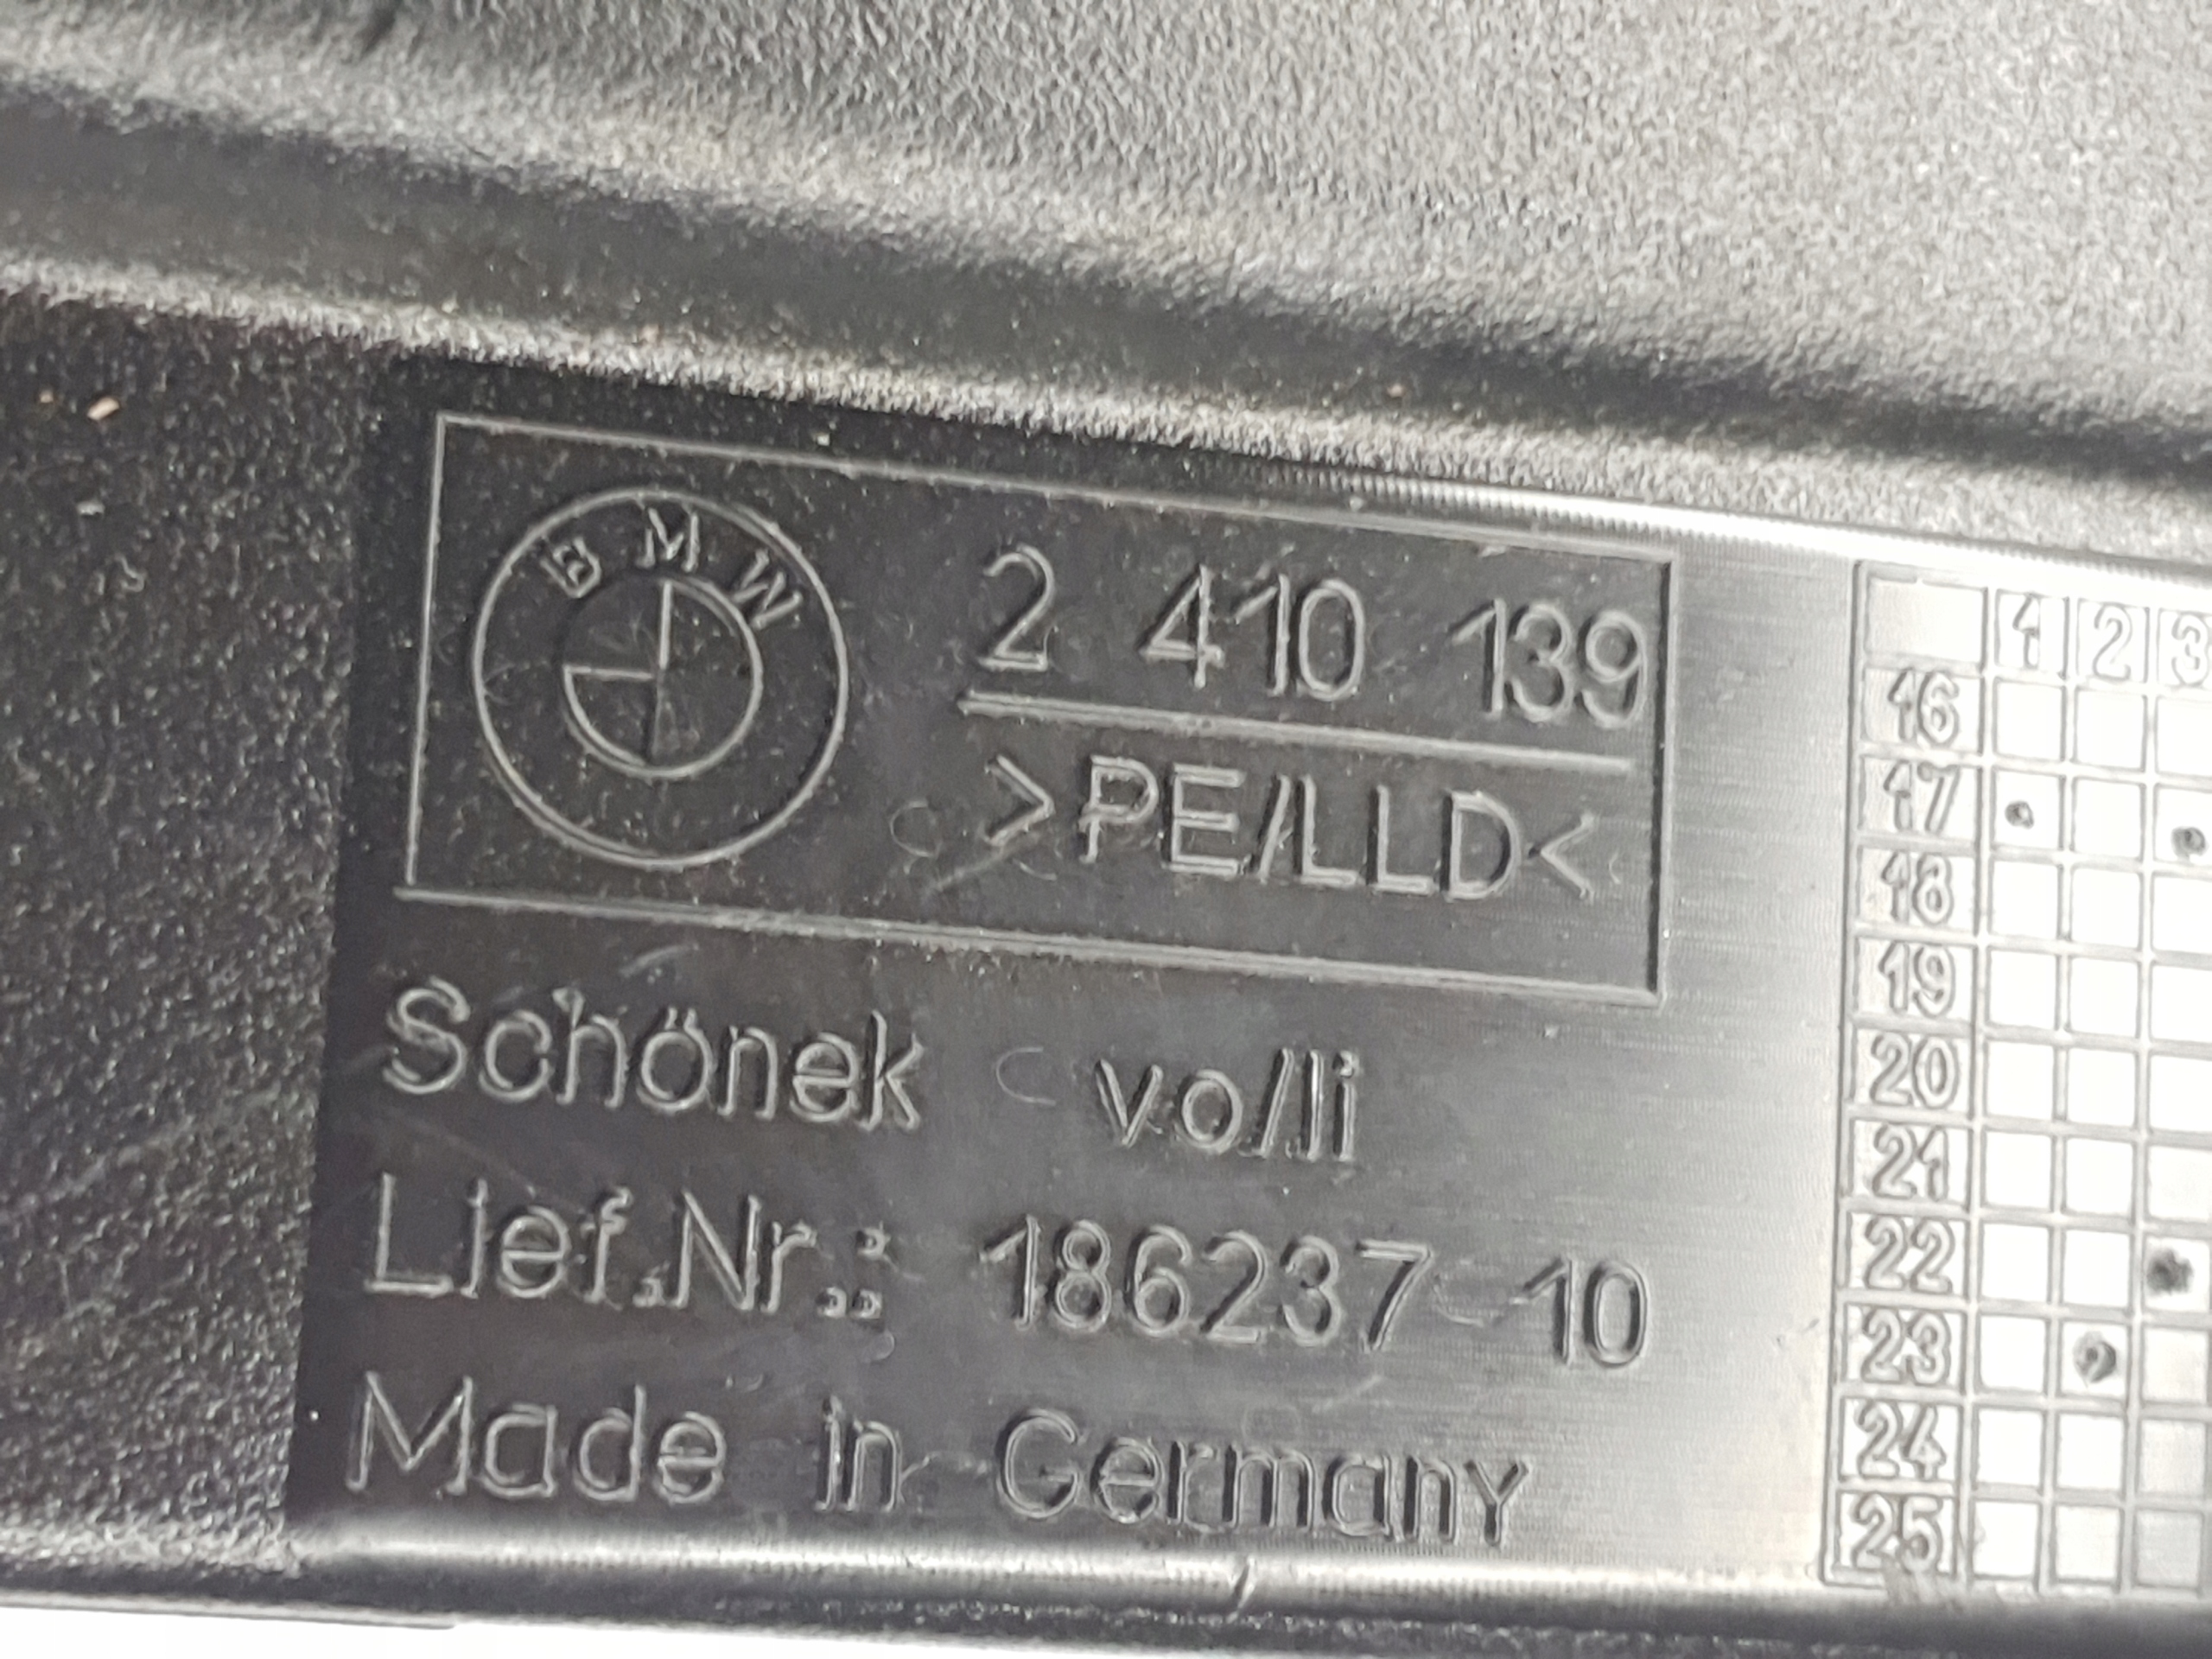 BMW
2 410 139
>PE/LLD<
Schönek vo/li
Lief.Nr.: 186237 10
Made in Germany
1 2 3
16
17
18
19
20
21
22
23
24
25